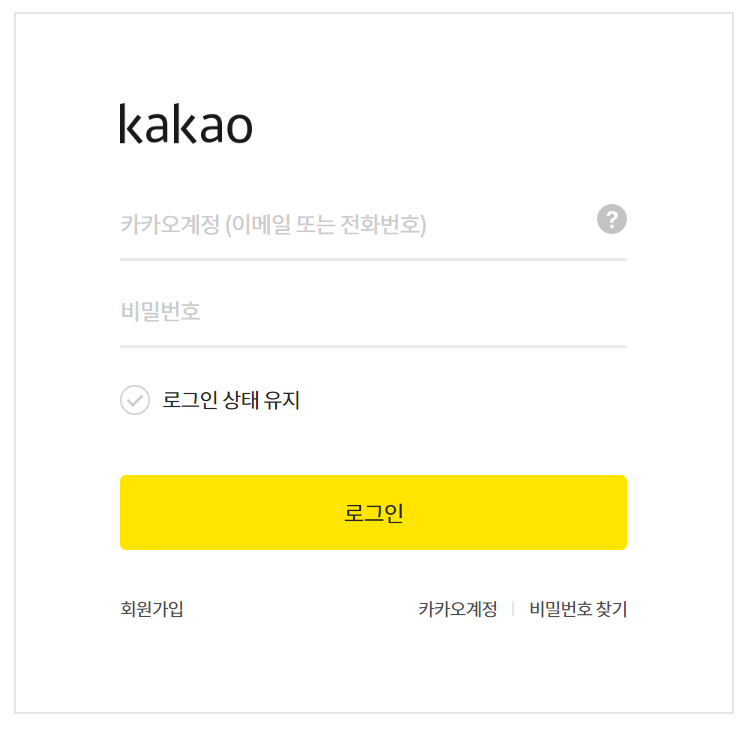 kakao
카카오계정 (이메일 또는 전화번호)
?
비밀번호
로그인 상태 유지
로그인
회원가입
카카오계정 | 비밀번호 찾기